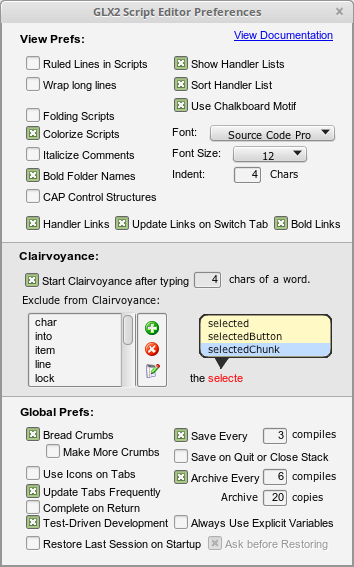 GLX2 Script Editor Preferences
View Prefs:
View Documentation
Ruled Lines in Scripts
Show Handler Lists
Wrap long lines
Sort Handler List
Use Chalkboard Motif
Folding Scripts
Colorize Scripts
Font: Source Code Pro
Italicize Comments
Font Size: 12
Bold Folder Names
Indent: 4 Chars
CAP Control Structures
Handler Links Update Links on Switch Tab Bold Links
Clairvoyance:
Start Clairvoyance after typing 4 chars of a word.
Exclude from Clairvoyance:
char
into
item
line
lock
selected
selectedButton
selectedChunk
the selecte
Global Prefs:
Bread Crumbs
Save Every 3 compiles
Make More Crumbs
Save on Quit or Close Stack
Use Icons on Tabs
Archive Every 6 compiles
Update Tabs Frequently
Archive 20 copies
Complete on Return
Test-Driven Development
Always Use Explicit Variables
Restore Last Session on Startup
Ask before Restoring